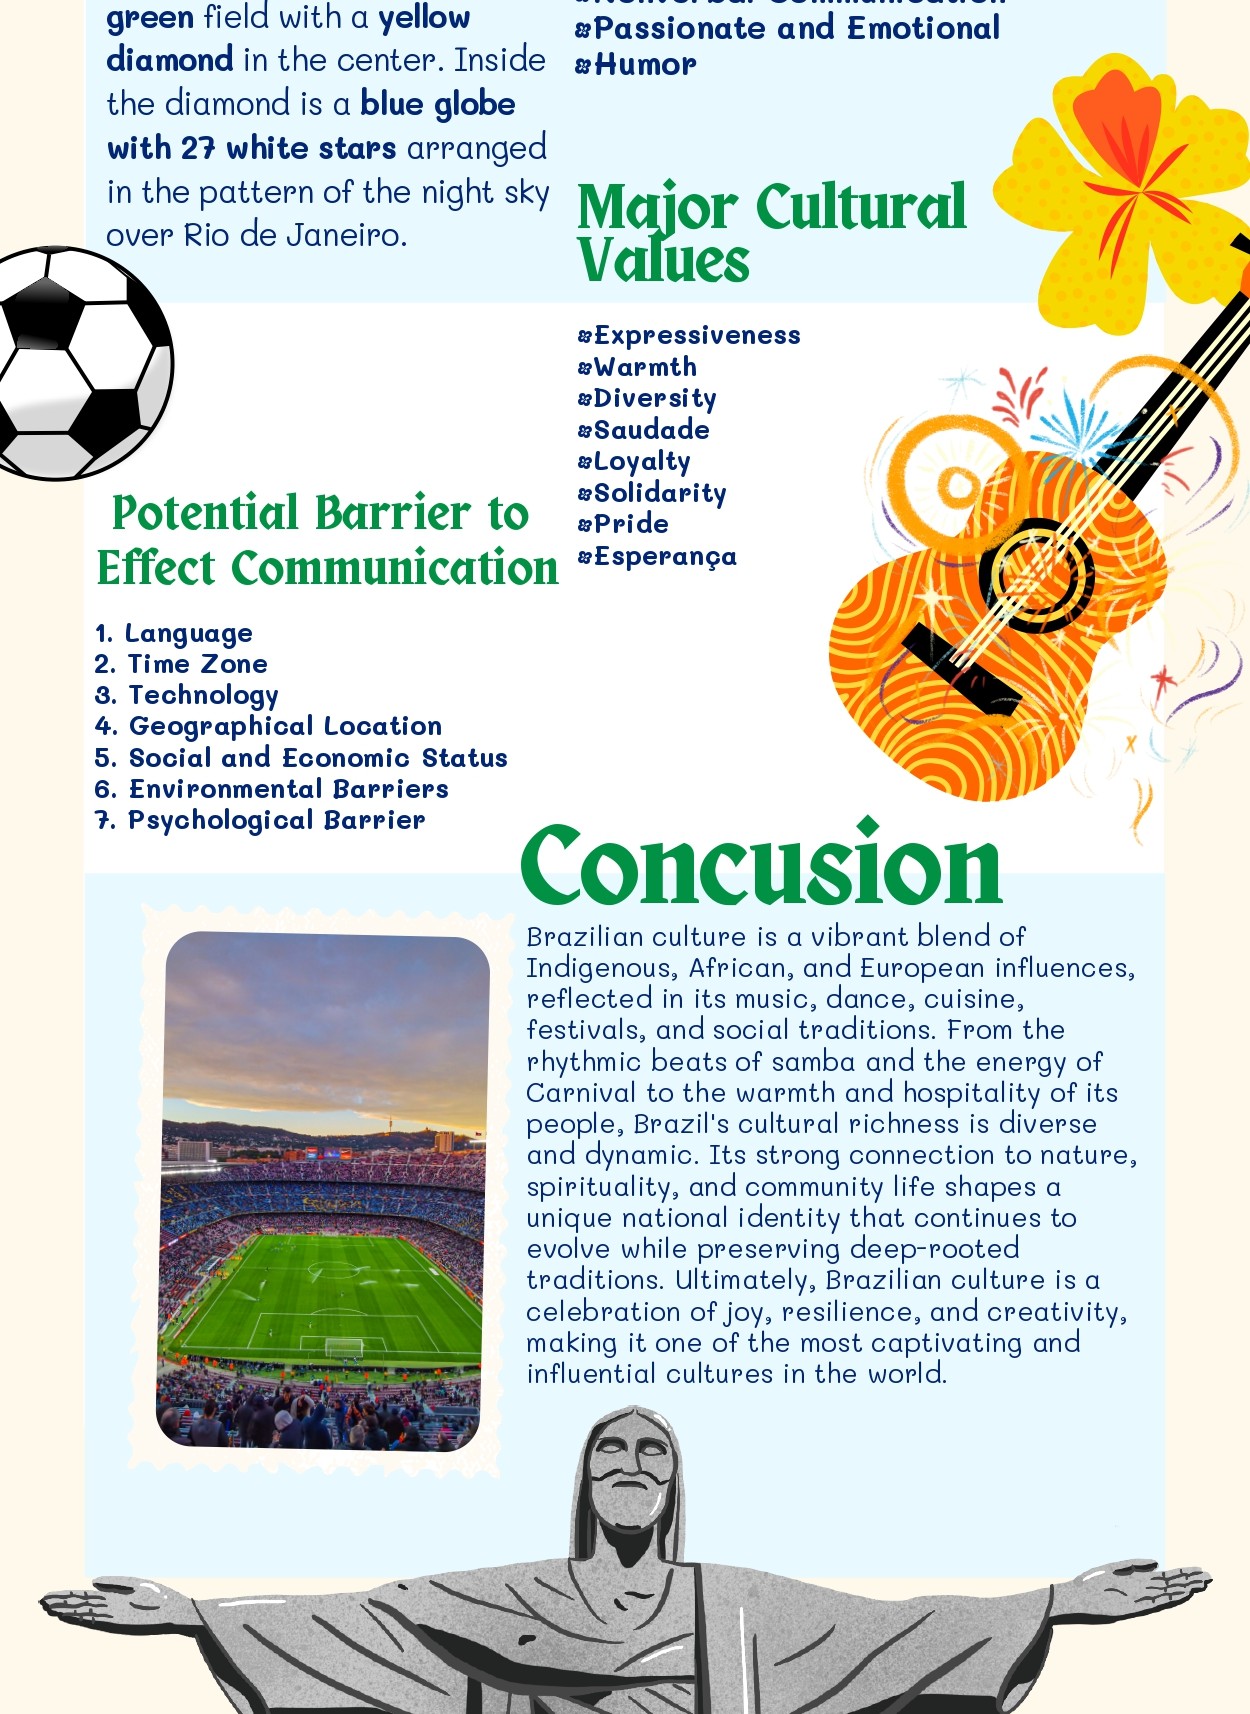 green field with a yellow
diamond in the center. Inside
the diamond is a blue globe
with 27 white stars arranged
in the pattern of the night sky
over Rio de Janeiro.
Nonverbal Communication
Passionate and Emotional
Humor
Major Cultural
Values
Expressiveness
Warmth
Diversity
Saudade
Loyalty
Solidarity
Pride
Esperança
Potential Barrier to
Effect Communication
1. Language
2. Time Zone
3. Technology
4. Geographical Location
5. Social and Economic Status
6. Environmental Barriers
7. Psychological Barrier
Concusion
Brazilian culture is a vibrant blend of
Indigenous, African, and European influences,
reflected in its music, dance, cuisine,
festivals, and social traditions. From the
rhythmic beats of samba and the energy of
Carnival to the warmth and hospitality of its
people, Brazil's cultural richness is diverse
and dynamic. Its strong connection to nature,
spirituality, and community life shapes a
unique national identity that continues to
evolve while preserving deep-rooted
traditions. Ultimately, Brazilian culture is a
celebration of joy, resilience, and creativity,
making it one of the most captivating and
influential cultures in the world.